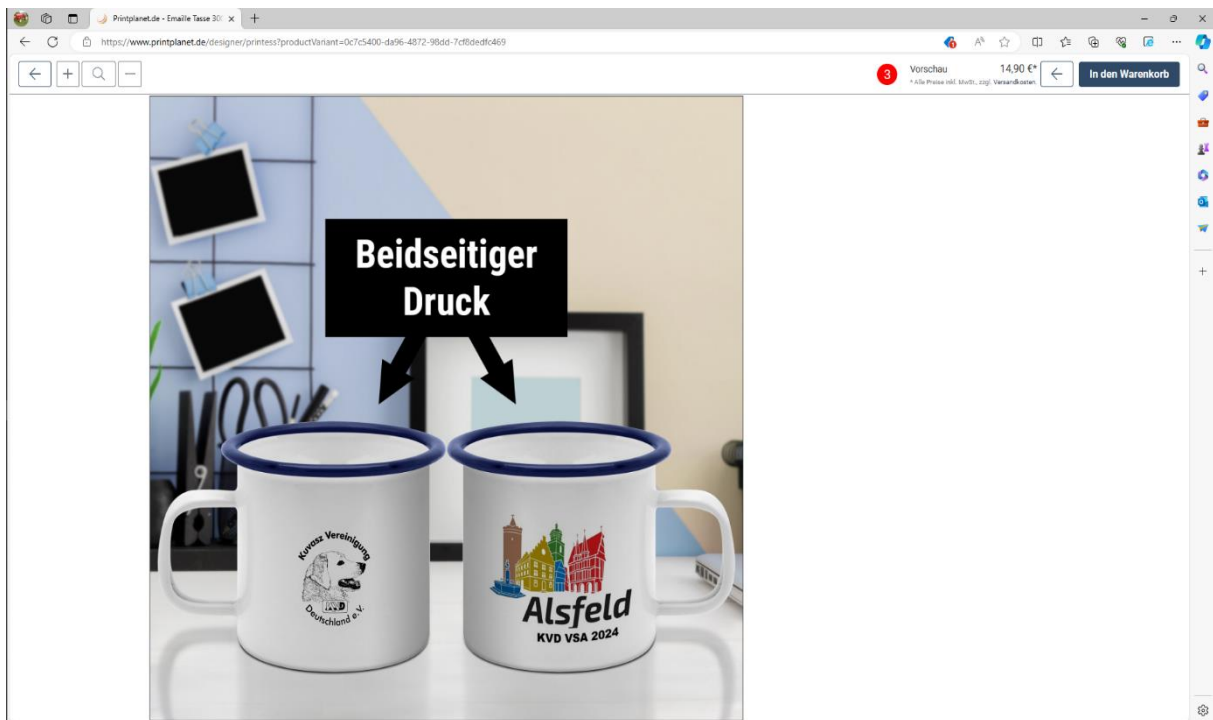 Printplanet.de - Emaille Tasse 300
https://www.printplanet.de/designer/printess?productVariant=0c7c5400-da96-4872-98dd-7cf8dedfc469
3
Vorschau 14,90 €*
* Alle Preise inkl. MwSt., zzgl. Versandkosten
In den Warenkorb
Beidseitiger
Druck
Kuvasz Vereinigung
Deutschland e.V.
Alsfeld
KVD VSA 2024